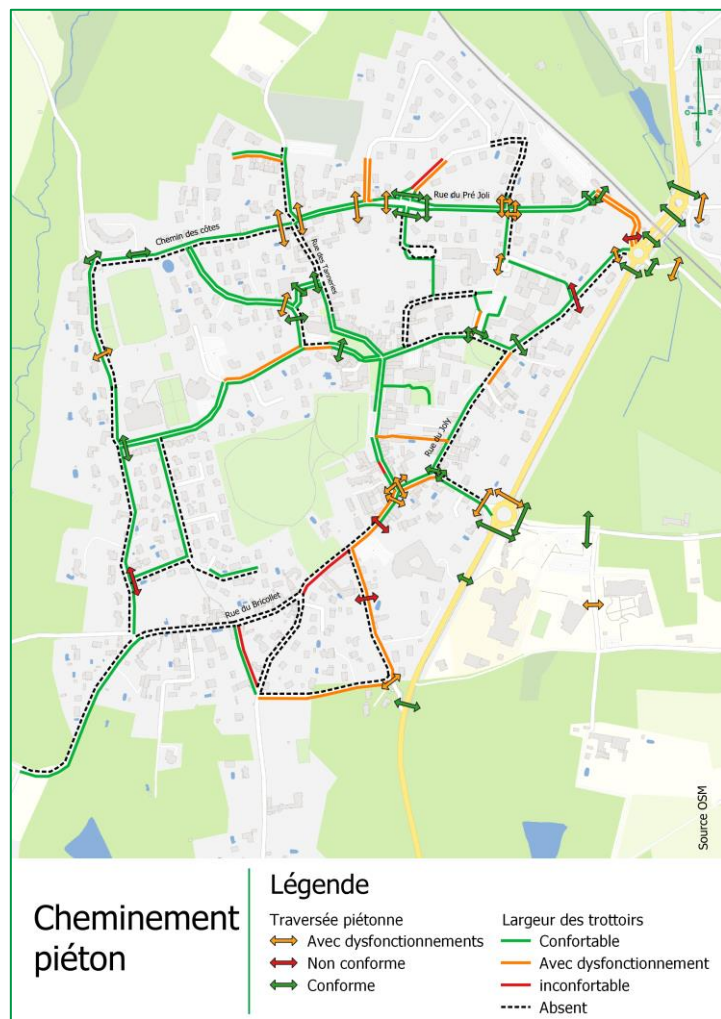 Rue du Pré Joli
Chemin des côtes
Rue des Tanneries
Rue du Joly
Rue du Bricollet
Source OSM
Cheminement
piéton
Légende
Traversée piétonne
Avec dysfonctionnements
Non conforme
Conforme
Largeur des trottoirs
Confortable
Avec dysfonctionnement
inconfortable
Absent